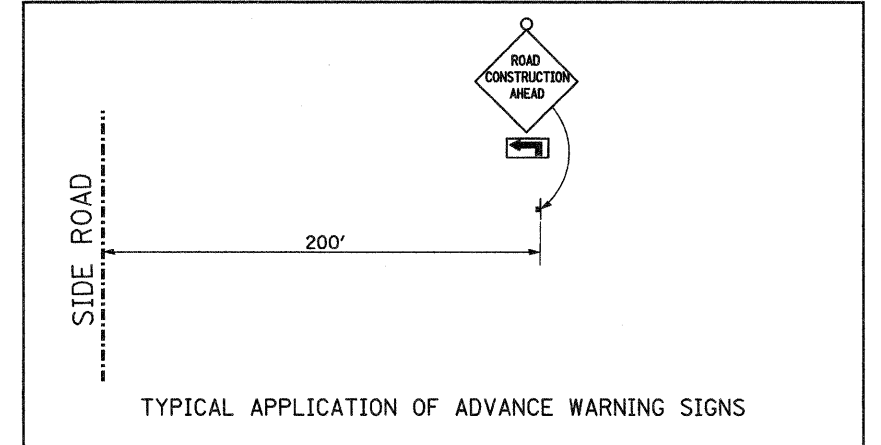 ROAD
CONSTRUCTION
AHEAD
SIDE ROAD
200'
TYPICAL APPLICATION OF ADVANCE WARNING SIGNS